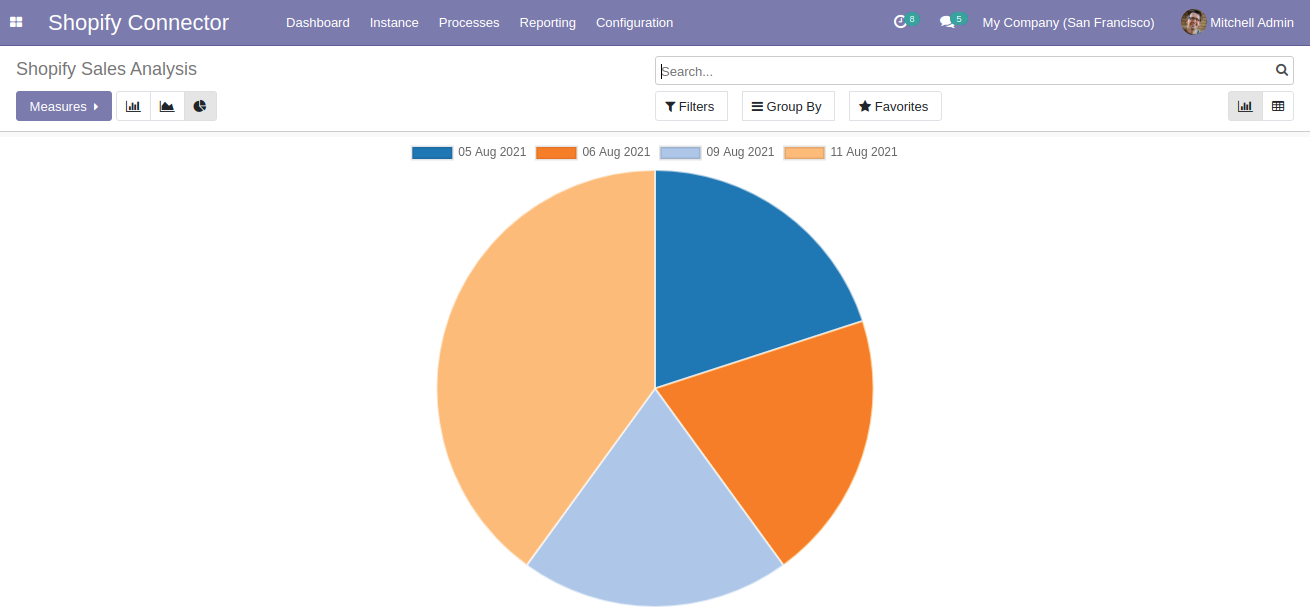 Shopify Connector Dashboard Instance Processes Reporting Configuration 8 5 My Company (San Francisco) Mitchell Admin
Shopify Sales Analysis
Search...
Measures Filters Group By Favorites
05 Aug 2021 06 Aug 2021 09 Aug 2021 11 Aug 2021